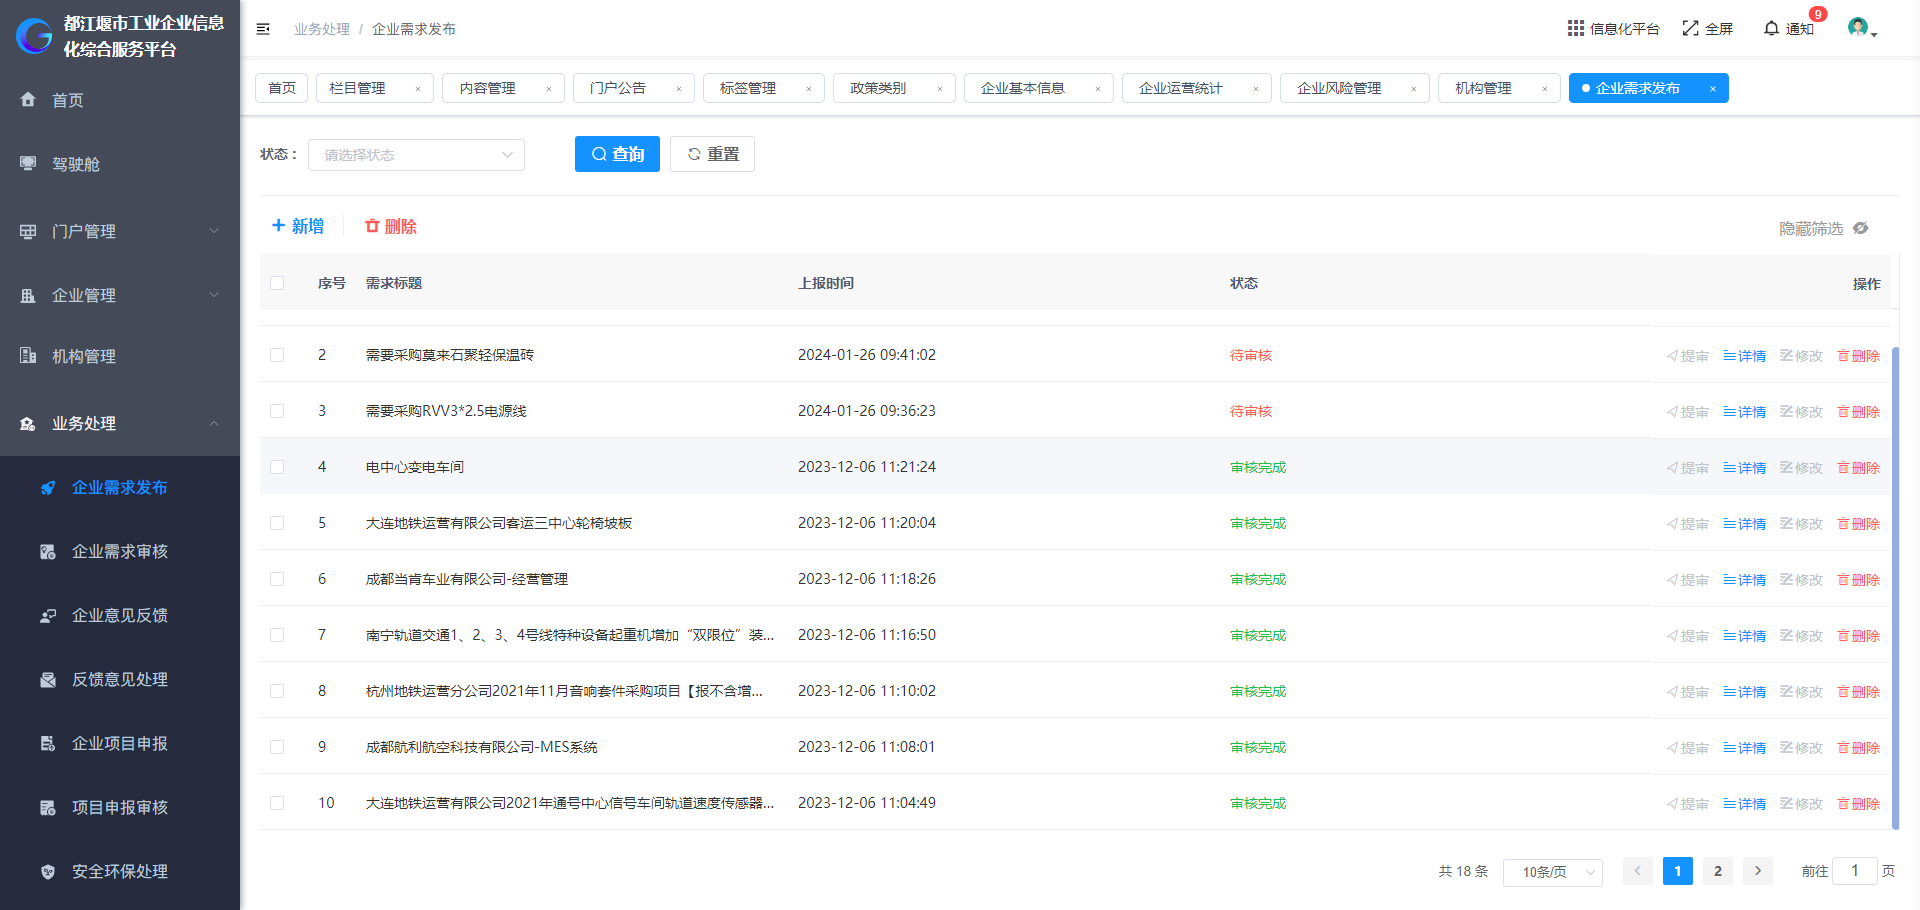 都江堰市工业企业信息
化综合服务平台
首页
驾驶舱
门户管理
企业管理
机构管理
业务处理
企业需求发布
企业需求审核
企业意见反馈
反馈意见处理
企业项目申报
项目申报审核
安全环保处理
业务处理 / 企业需求发布
信息化平台 全屏 通知 9
首页 栏目管理 × 内容管理 × 门户公告 × 标签管理 × 政策类别 × 企业基本信息 × 企业运营统计 × 企业风险管理 × 机构管理 × 企业需求发布 ×
状态： 请选择状态 查询 重置
新增 删除 隐藏筛选
序号 需求标题 上报时间 状态 操作
2 需要采购莫来石聚轻保温砖 2024-01-26 09:41:02 待审核 提审 详情 修改 删除
3 需要采购RVV3*2.5电源线 2024-01-26 09:36:23 待审核 提审 详情 修改 删除
4 电中心变电车间 2023-12-06 11:21:24 审核完成 提审 详情 修改 删除
5 大连地铁运营有限公司客运三中心轮椅坡板 2023-12-06 11:20:04 审核完成 提审 详情 修改 删除
6 成都当肯车业有限公司-经营管理 2023-12-06 11:18:26 审核完成 提审 详情 修改 删除
7 南宁轨道交通1、2、3、4号线特种设备起重机增加“双限位”装... 2023-12-06 11:16:50 审核完成 提审 详情 修改 删除
8 杭州地铁运营分公司2021年11月音响套件采购项目【报不含增... 2023-12-06 11:10:02 审核完成 提审 详情 修改 删除
9 成都航利航空科技有限公司-MES系统 2023-12-06 11:08:01 审核完成 提审 详情 修改 删除
10 大连地铁运营有限公司2021年通号中心信号车间轨道速度传感器... 2023-12-06 11:04:49 审核完成 提审 详情 修改 删除
共 18 条 10条/页 1 2 前往 1 页